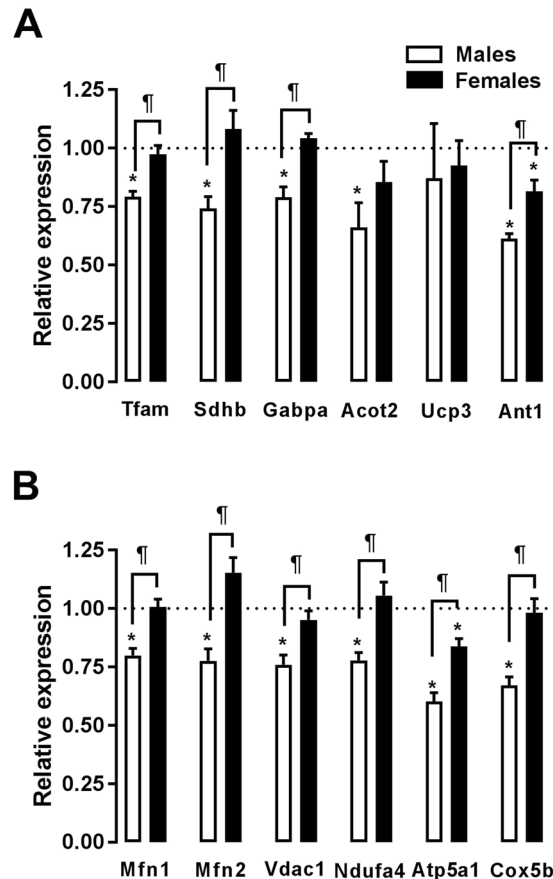 A
Males
Females
Relative expression
1.25
1.00
0.75
0.50
0.25
0.00
¶ ¶ ¶ ¶
* * * * * *
Tfam Sdhb Gabpa Acot2 Ucp3 Ant1
B
Relative expression
1.25
1.00
0.75
0.50
0.25
0.00
¶ ¶ ¶ ¶ ¶ ¶
* * * * * * *
Mfn1 Mfn2 Vdac1 Ndufa4 Atp5a1 Cox5b